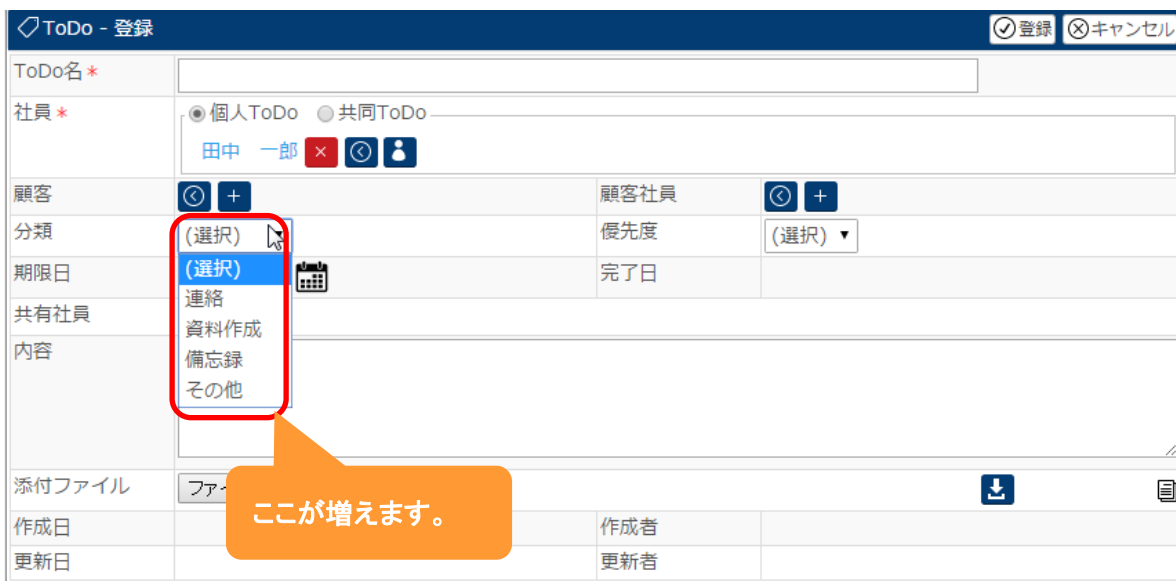 ToDo - 登録 登録 キャンセル
ToDo名*
社員* 個人ToDo 共同ToDo
田中 一郎
顧客 顧客社員
分類 (選択) 優先度 (選択)
期限日 (選択) 完了日
連絡
共有社員
資料作成
内容
備忘録
その他
添付ファイル ファイ
ここが増えます。
作成日 作成者
更新日 更新者